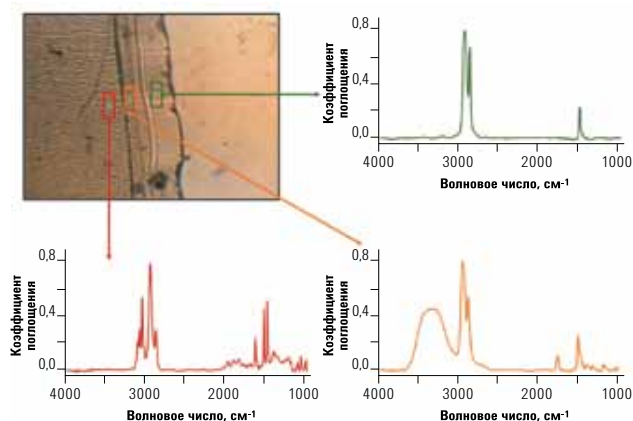 Коэффициент
поглощения
0,8
0,4
0,0
4000 3000 2000 1000
Волновое число, см-1
Коэффициент
поглощения
0,8
0,4
0,0
4000 3000 2000 1000
Волновое число, см-1
Коэффициент
поглощения
0,8
0,4
0,0
4000 3000 2000 1000
Волновое число, см-1